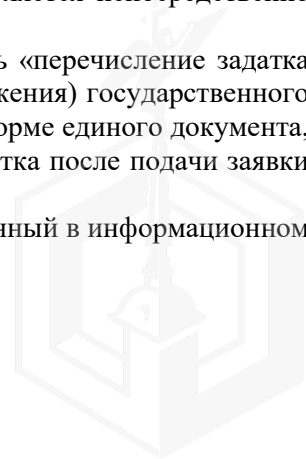 ь «перечисление задатка
жения) государственного
орме единого документа,
тка после подачи заявки
нный в информационном